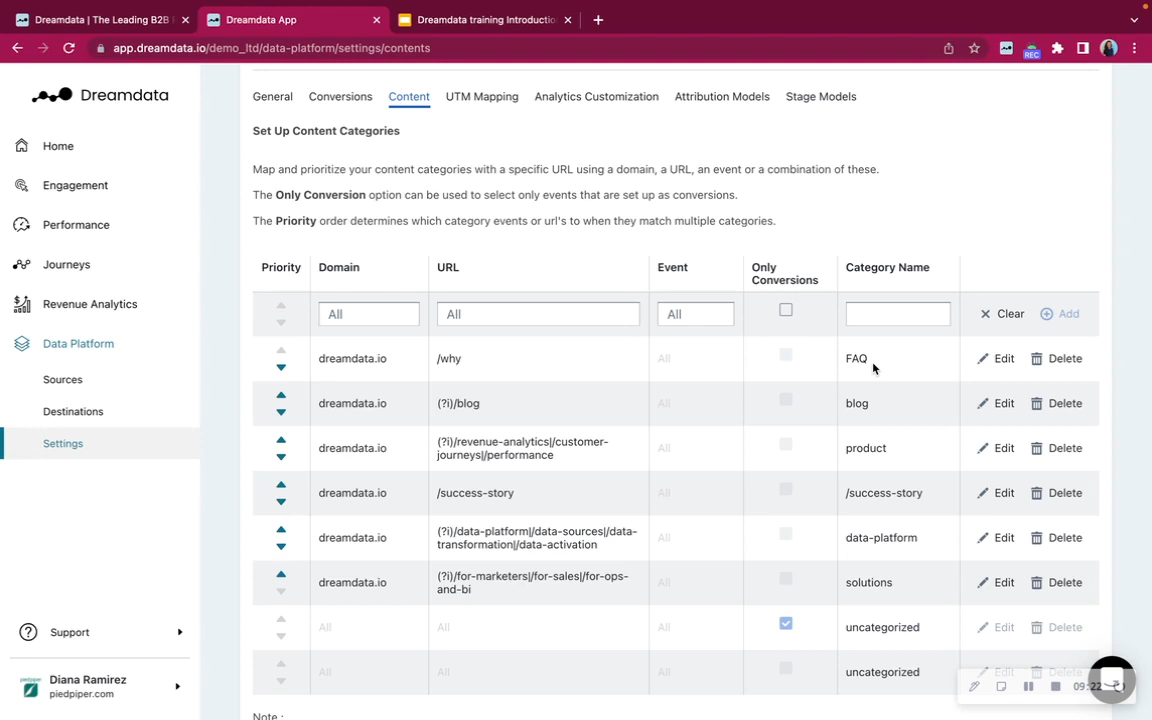 Dreamdata | The Leading B2B
Dreamdata App
Dreamdata training Introductio
app.dreamdata.io/demo_ltd/data-platform/settings/contents
REC
Dreamdata
Home
Engagement
Performance
Journeys
Revenue Analytics
Data Platform
Sources
Destinations
Settings
Support
Diana Ramirez
piedpiper.com
General Conversions Content UTM Mapping Analytics Customization Attribution Models Stage Models
Set Up Content Categories
Map and prioritize your content categories with a specific URL using a domain, a URL, an event or a combination of these.
The Only Conversion option can be used to select only events that are set up as conversions.
The Priority order determines which category events or url's to when they match multiple categories.
Priority Domain URL Event Only Conversions Category Name
All All All Clear Add
dreamdata.io /why All FAQ Edit Delete
dreamdata.io (?i)/blog All blog Edit Delete
dreamdata.io (?i)/revenue-analytics|/customer-
journeys|/performance All product Edit Delete
dreamdata.io /success-story All /success-story Edit Delete
dreamdata.io (?i)/data-platform|/data-sources|/data-
transformation|/data-activation All data-platform Edit Delete
dreamdata.io (?i)/for-marketers|/for-sales|/for-ops-
and-bi All solutions Edit Delete
All All All uncategorized Edit Delete
All All All uncategorized Edit Delete
09:22
Note :